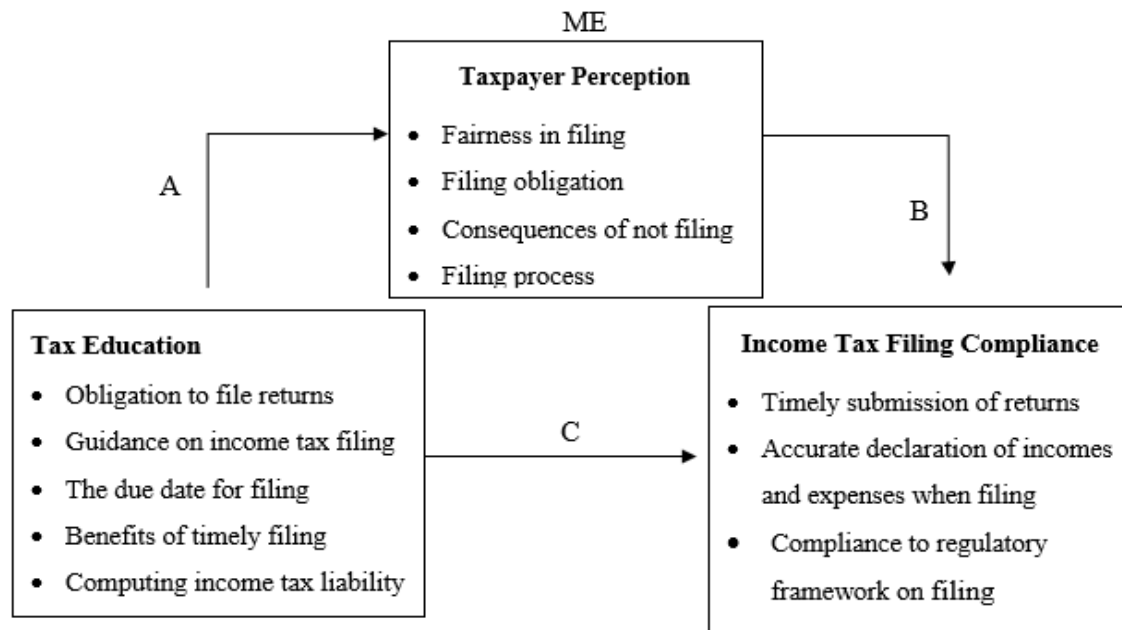 ME
Taxpayer Perception
• Fairness in filing
• Filing obligation
• Consequences of not filing
• Filing process
A
B
Tax Education
• Obligation to file returns
• Guidance on income tax filing
• The due date for filing
• Benefits of timely filing
• Computing income tax liability
C
Income Tax Filing Compliance
• Timely submission of returns
• Accurate declaration of incomes
and expenses when filing
• Compliance to regulatory
framework on filing